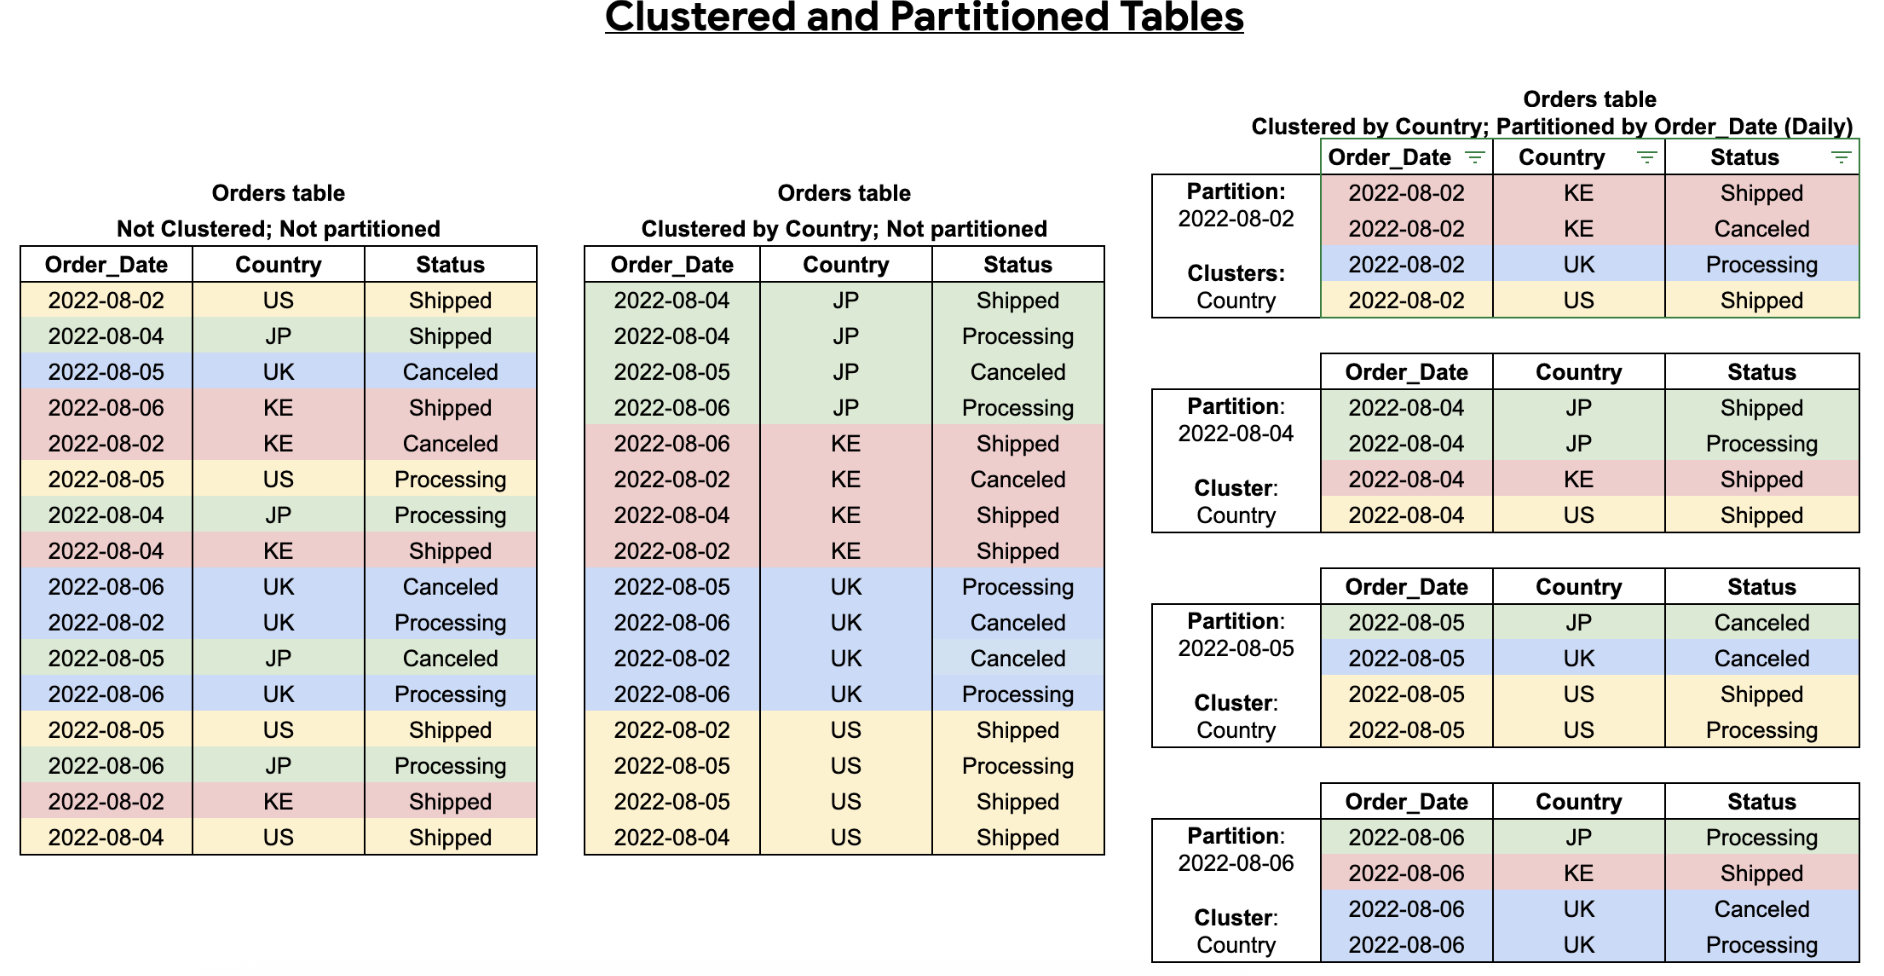 Clustered and Partitioned Tables
Orders table
Not Clustered; Not partitioned
Order_Date Country Status
2022-08-02 US Shipped
2022-08-04 JP Shipped
2022-08-05 UK Canceled
2022-08-06 KE Shipped
2022-08-02 KE Canceled
2022-08-05 US Processing
2022-08-04 JP Processing
2022-08-04 KE Shipped
2022-08-06 UK Canceled
2022-08-02 UK Processing
2022-08-05 JP Canceled
2022-08-06 UK Processing
2022-08-05 US Shipped
2022-08-06 JP Processing
2022-08-02 KE Shipped
2022-08-04 US Shipped
Orders table
Clustered by Country; Not partitioned
Order_Date Country Status
2022-08-04 JP Shipped
2022-08-04 JP Processing
2022-08-05 JP Canceled
2022-08-06 JP Processing
2022-08-06 KE Shipped
2022-08-02 KE Canceled
2022-08-04 KE Shipped
2022-08-02 KE Shipped
2022-08-05 UK Processing
2022-08-06 UK Canceled
2022-08-02 UK Canceled
2022-08-06 UK Processing
2022-08-02 US Shipped
2022-08-05 US Processing
2022-08-05 US Shipped
2022-08-04 US Shipped
Orders table
Clustered by Country; Partitioned by Order_Date (Daily)
Order_Date Country Status
Partition:
2022-08-02
Clusters:
Country
2022-08-02 KE Shipped
2022-08-02 KE Canceled
2022-08-02 UK Processing
2022-08-02 US Shipped
Order_Date Country Status
Partition:
2022-08-04
Cluster:
Country
2022-08-04 JP Shipped
2022-08-04 JP Processing
2022-08-04 KE Shipped
2022-08-04 US Shipped
Order_Date Country Status
Partition:
2022-08-05
Cluster:
Country
2022-08-05 JP Canceled
2022-08-05 UK Canceled
2022-08-05 US Shipped
2022-08-05 US Processing
Order_Date Country Status
Partition:
2022-08-06
Cluster:
Country
2022-08-06 JP Processing
2022-08-06 KE Shipped
2022-08-06 UK Canceled
2022-08-06 UK Processing